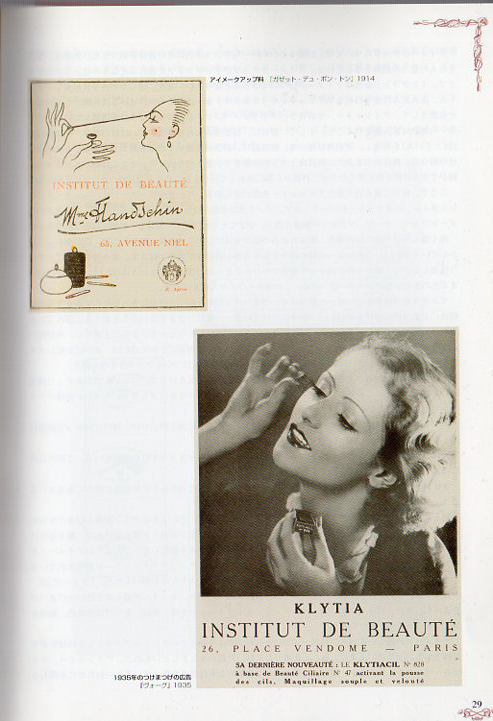 アイメークアップ料 『ガゼット・デュ・ボン・トン』1914
INSTITUT DE BEAUTÉ
Mme Handschin
65, AVENUE NIEL
KLYTIA
INSTITUT DE BEAUTÉ
26, PLACE VENDOME — PARIS
SA DERNIÈRE NOUVEAUTÉ : LE KLYTIACIL N° 828
à base de Beauté Ciliaire N° 47 activant la pousse
des cils. Maquillage souple et velouté
1935年のつけまつげの広告
『ヴォーグ』1935
29